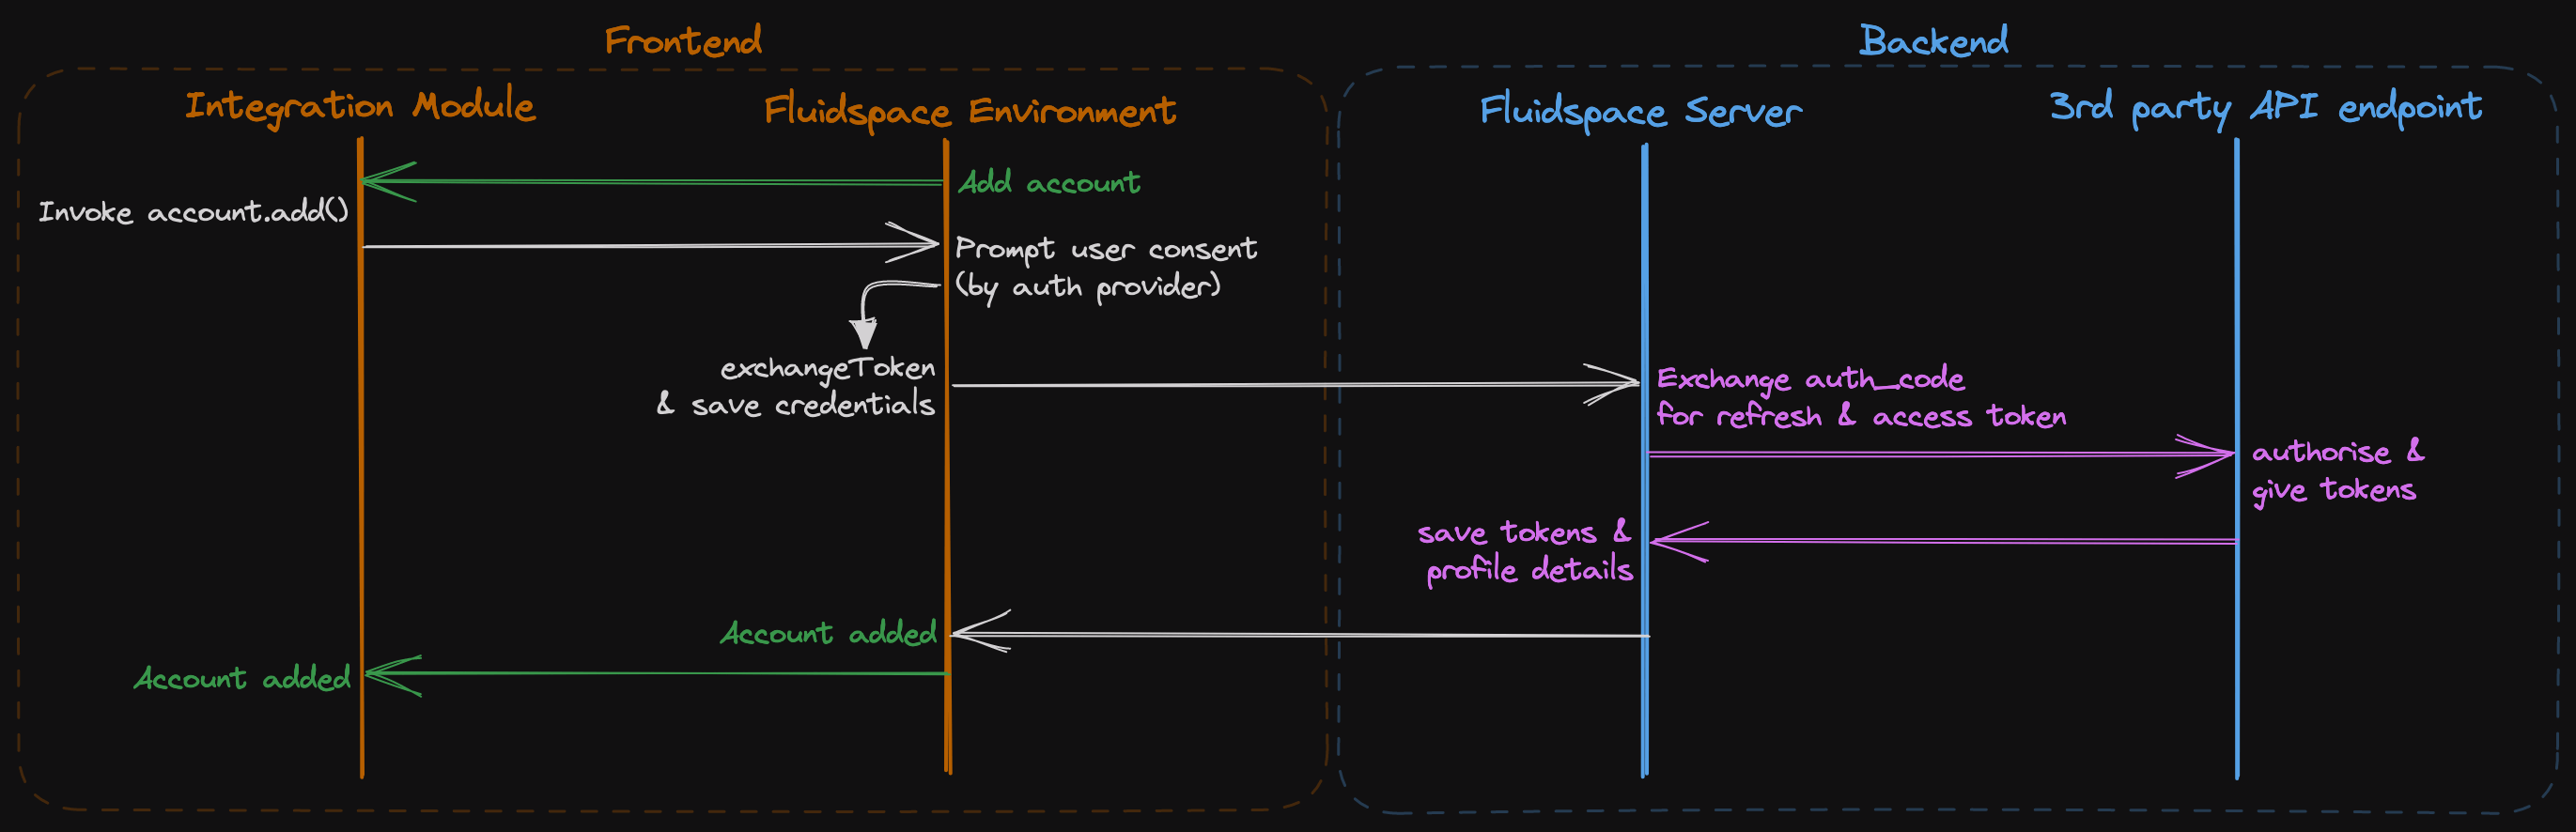 Frontend
Backend
Integration Module
Fluidspace Environment
Fluidspace Server
3rd party API endpoint
Add account
Invoke account.add()
Prompt user consent
(by auth provider)
exchangeToken
& save credentials
Exchange auth_code
for refresh & access token
authorise &
give tokens
save tokens &
profile details
Account added
Account added